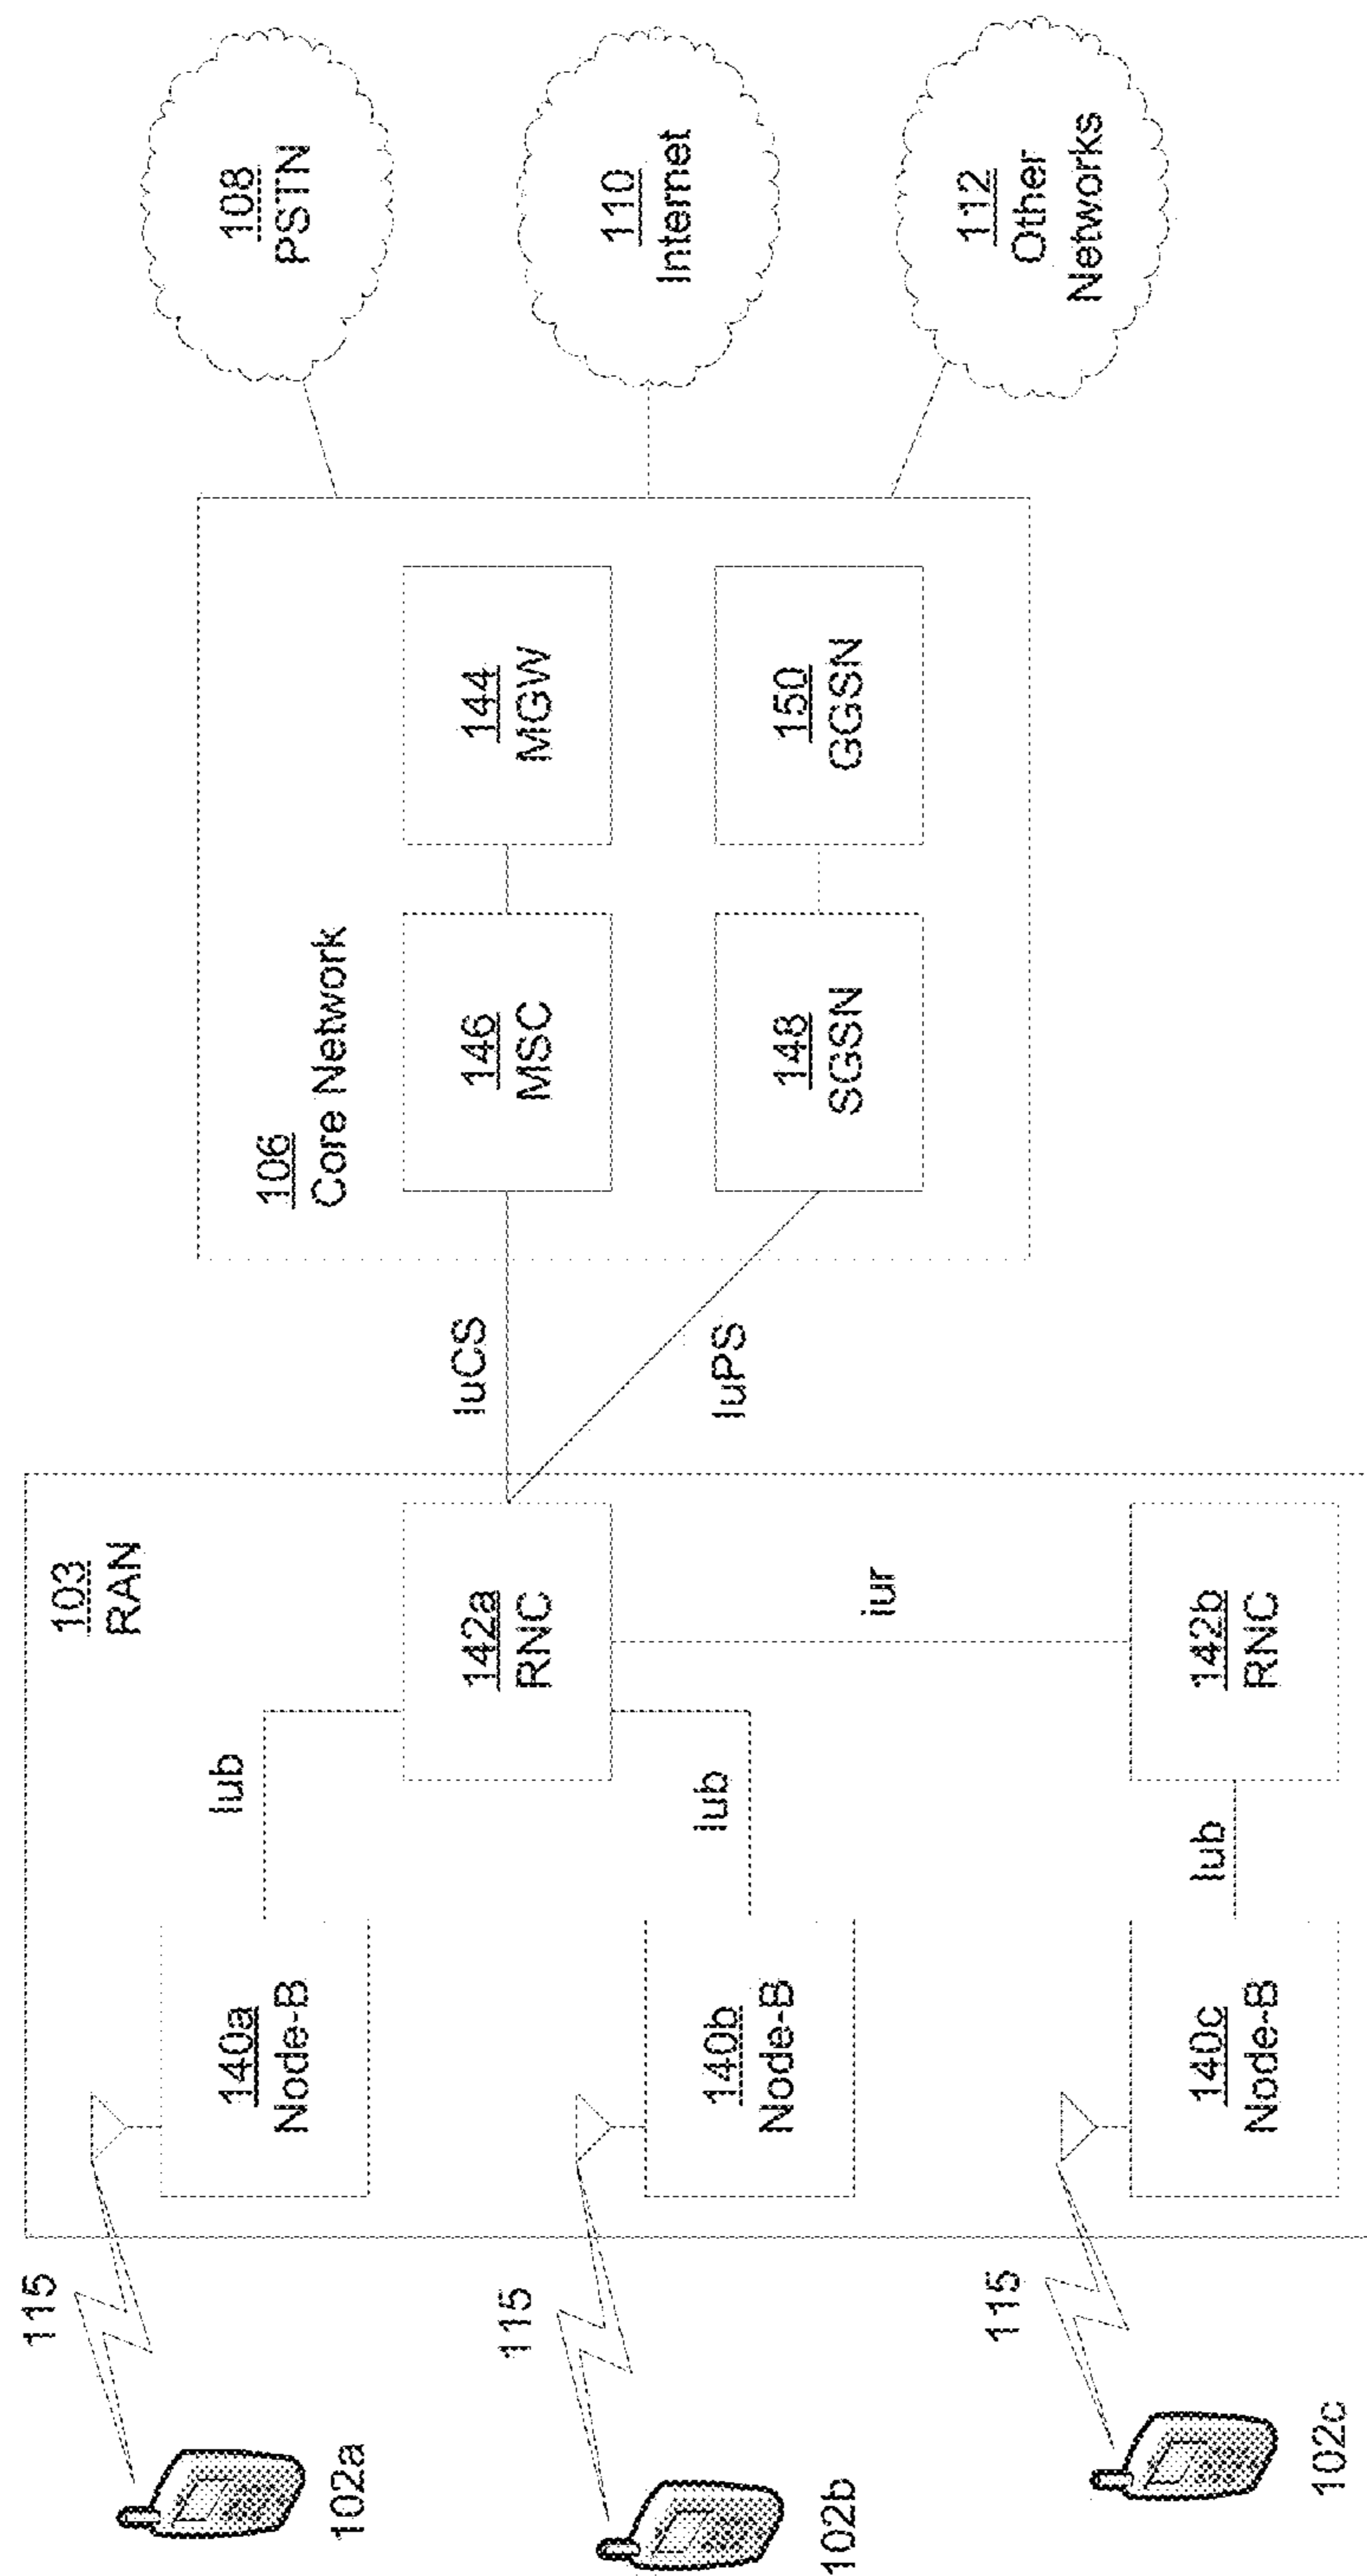 115
102a
115
102b
115
102c
103
RAN
140a
Node-B
Iub
142a
RNC
140b
Node-B
Iub
iur
140c
Node-B
Iub
142b
RNC
IuCS
IuPS
106
Core Network
146
MSC
144
MGW
148
SGSN
150
GGSN
108
PSTN
110
Internet
112
Other
Networks